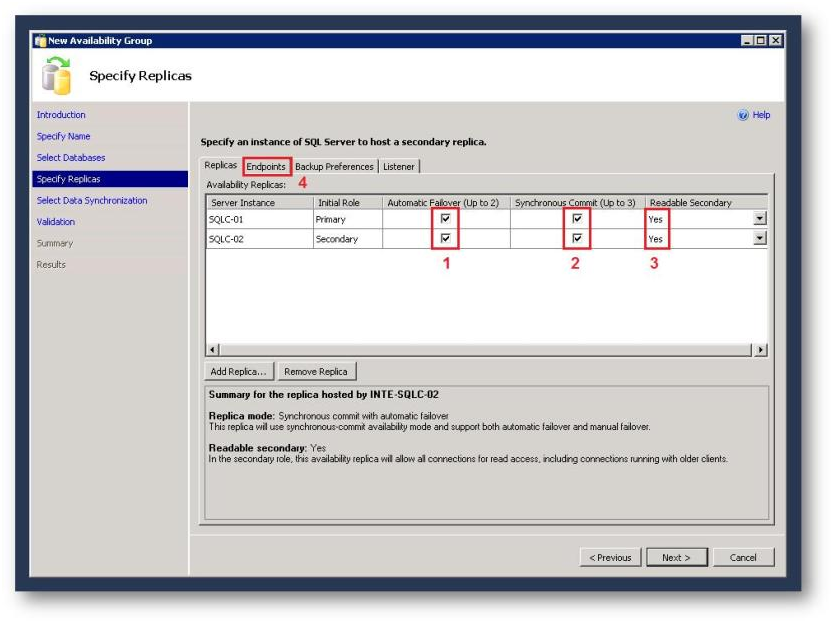 New Availability Group
Specify Replicas
Introduction
Specify Name
Select Databases
Specify Replicas
Select Data Synchronization
Validation
Summary
Results
Help
Specify an instance of SQL Server to host a secondary replica.
Replicas Endpoints Backup Preferences Listener
Availability Replicas: 4
Server Instance Initial Role Automatic Failover (Up to 2) Synchronous Commit (Up to 3) Readable Secondary
SQLC-01 Primary Yes
SQLC-02 Secondary Yes
1 2 3
Add Replica... Remove Replica
Summary for the replica hosted by INTE-SQLC-02
Replica mode: Synchronous commit with automatic failover
This replica will use synchronous-commit availability mode and support both automatic failover and manual failover.
Readable secondary: Yes
In the secondary role, this availability replica will allow all connections for read access, including connections running with older clients.
< Previous Next > Cancel